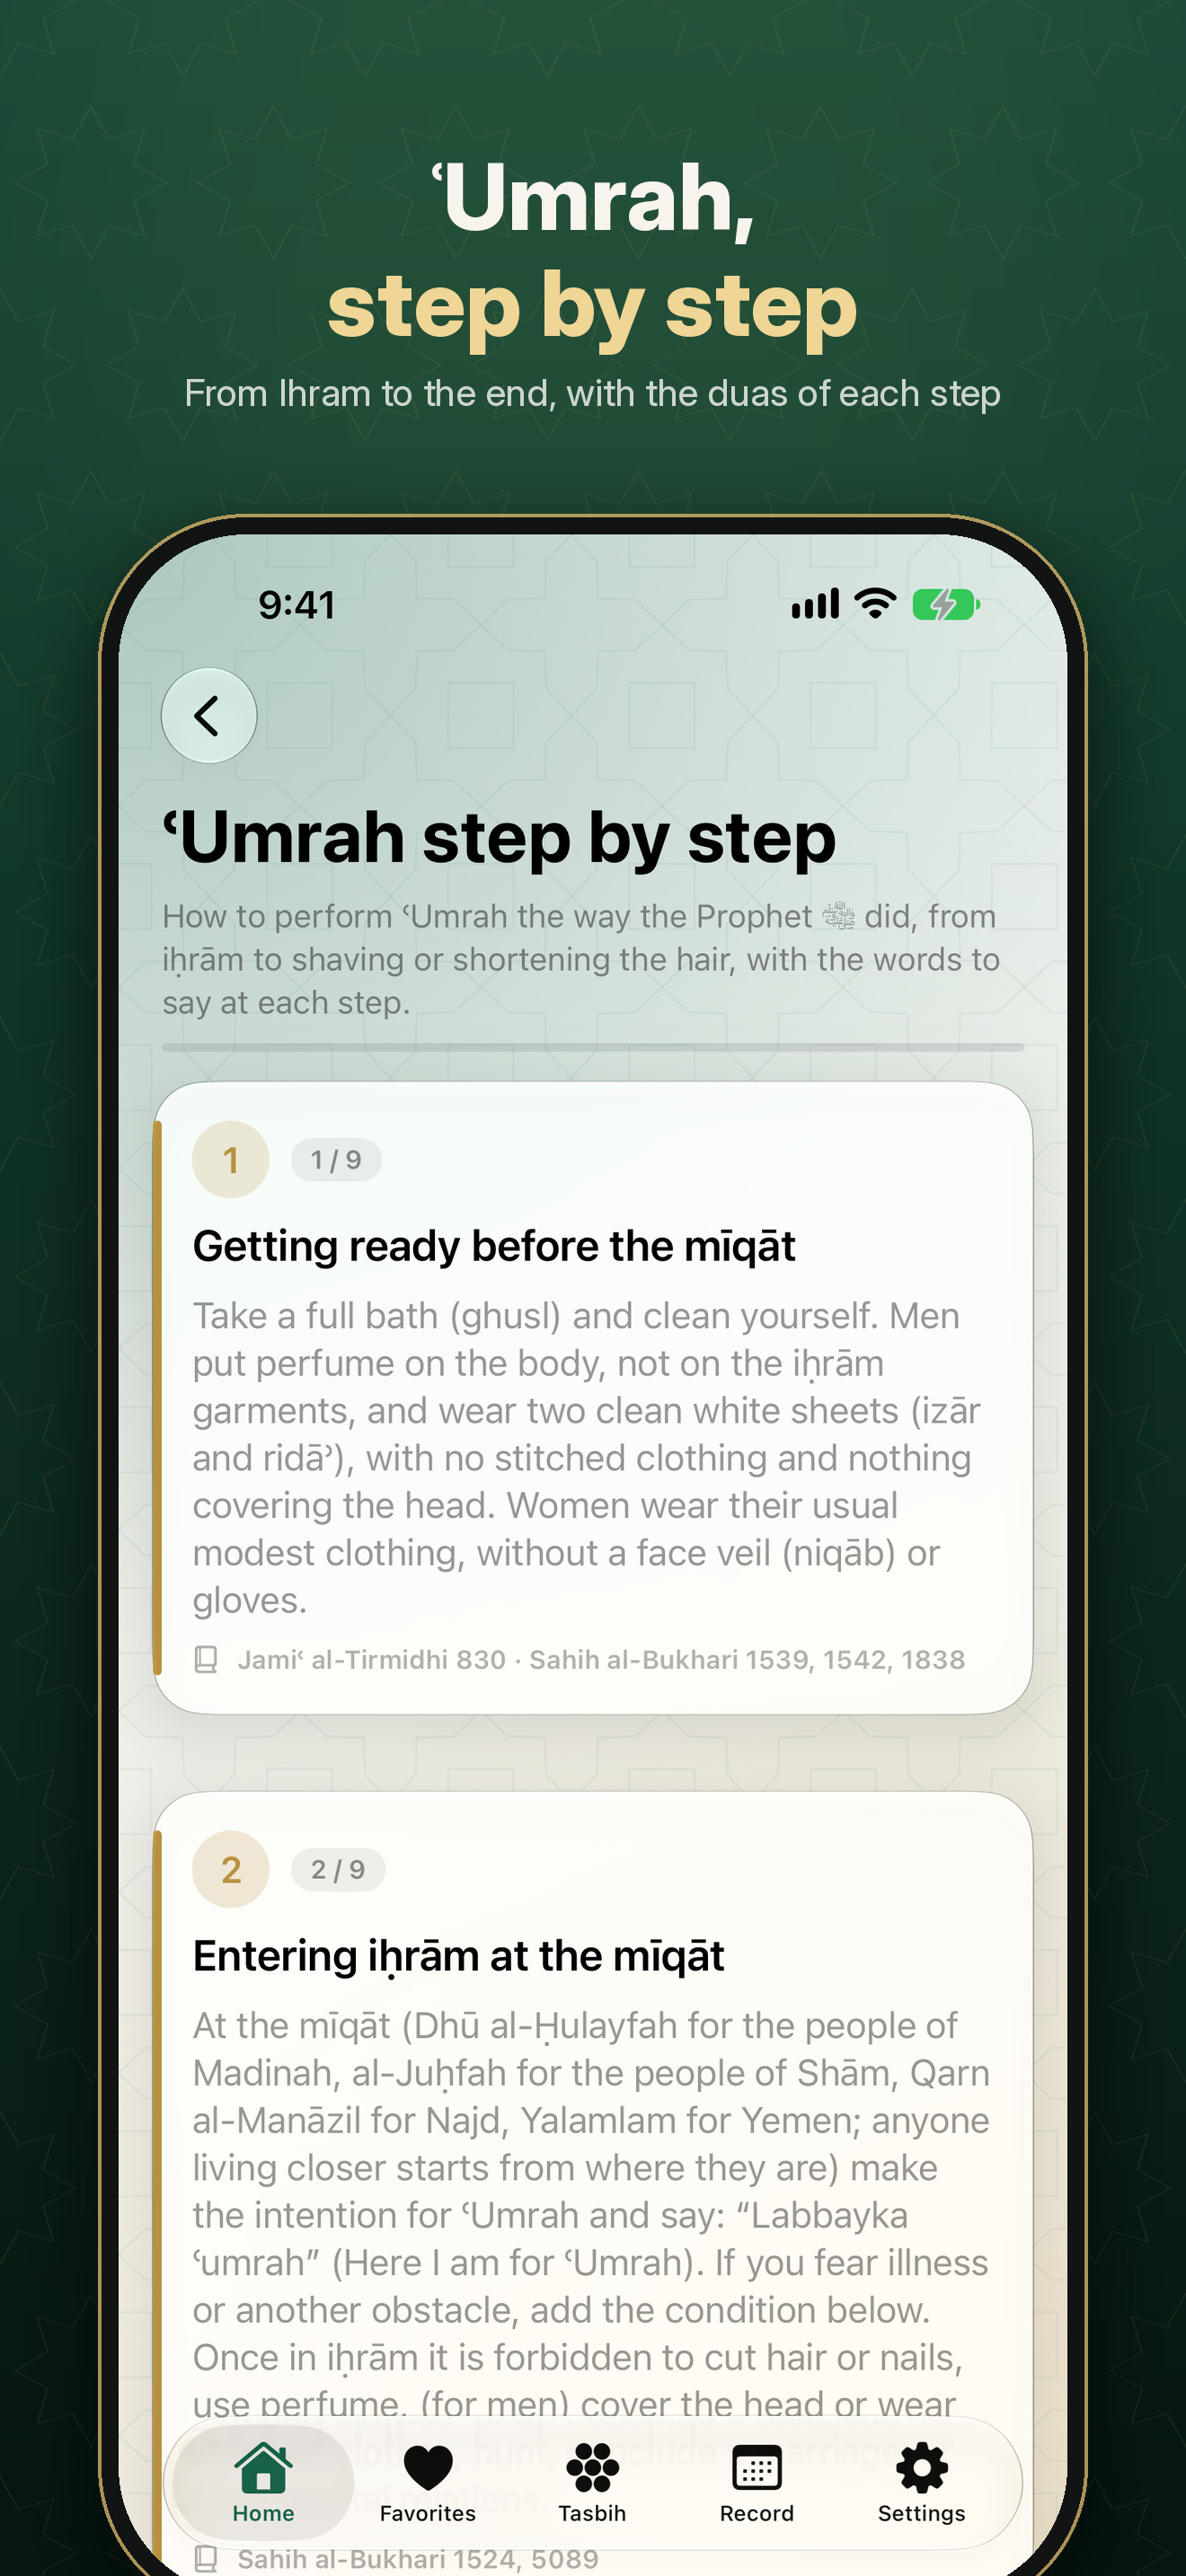 ʿUmrah,
step by step
From Ihram to the end, with the duas of each step
9:41
ʿUmrah step by step
How to perform ʿUmrah the way the Prophet ﷺ did, from
iḥrām to shaving or shortening the hair, with the words to
say at each step.
1
1 / 9
Getting ready before the mīqāt
Take a full bath (ghusl) and clean yourself. Men
put perfume on the body, not on the iḥrām
garments, and wear two clean white sheets (izār
and ridāʾ), with no stitched clothing and nothing
covering the head. Women wear their usual
modest clothing, without a face veil (niqāb) or
gloves.
Jamiʿ al-Tirmidhi 830 · Sahih al-Bukhari 1539, 1542, 1838
2
2 / 9
Entering iḥrām at the mīqāt
At the mīqāt (Dhū al-Ḥulayfah for the people of
Madinah, al-Juḥfah for the people of Shām, Qarn
al-Manāzil for Najd, Yalamlam for Yemen; anyone
living closer starts from where they are) make
the intention for ʿUmrah and say: “Labbayka
ʿumrah” (Here I am for ʿUmrah). If you fear illness
or another obstacle, add the condition below.
Once in iḥrām it is forbidden to cut hair or nails,
use perfume, (for men) cover the head or wear
hunt,
relations.
Home
Favorites
Tasbih
Record
Settings
Sahih al-Bukhari 1524, 5089